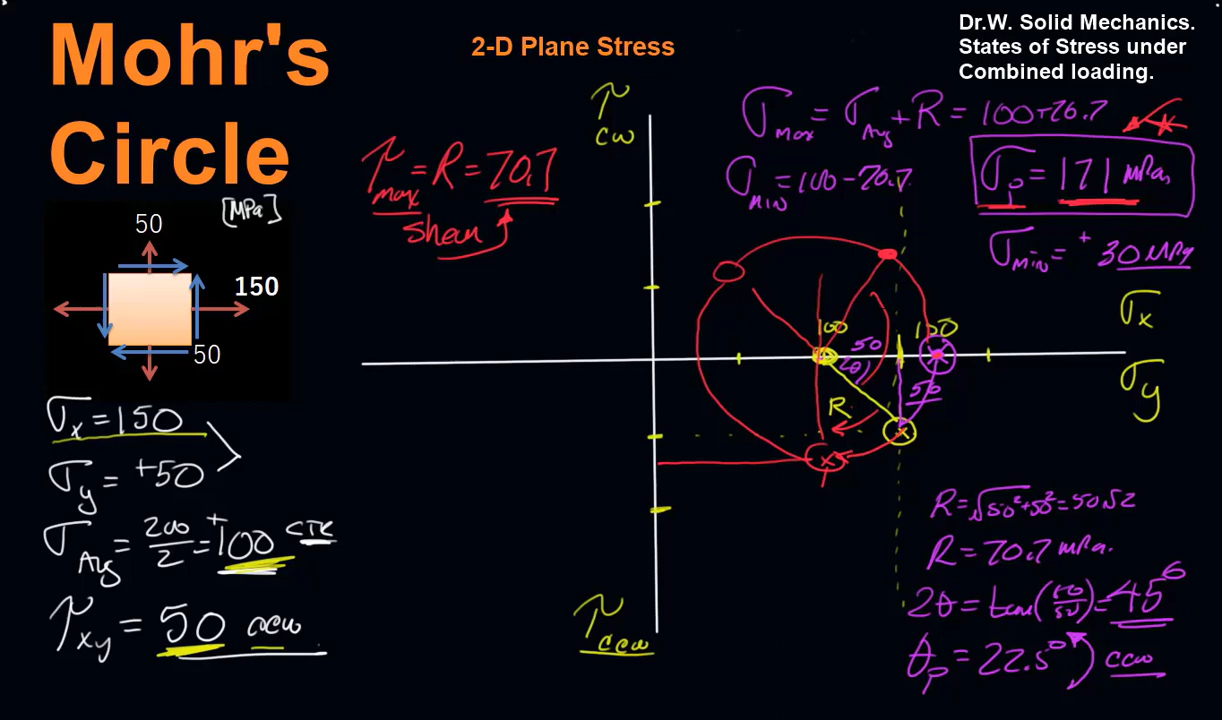 Mohr's
Circle
2-D Plane Stress
Dr.W. Solid Mechanics.
States of Stress under
Combined loading.
[MPa]
50
150
50
σx = 150
σy = +50
σAvg = 200/2 = +100 CTR
τxy = 50 ccw
τmax = R = 70.7
shear
τ cw
τ ccw
σmax = σAvg + R = 100+70.7
σMIN = 100 - 70.7
σp = 171 MPa
σMIN = +30 MPa
σx
σy
100
150
50
(2θ)
50
R
R = √50²+50² = 50√2
R = 70.7 MPa.
2θ = tan(50/50) = 45°
θp = 22.5° ccw